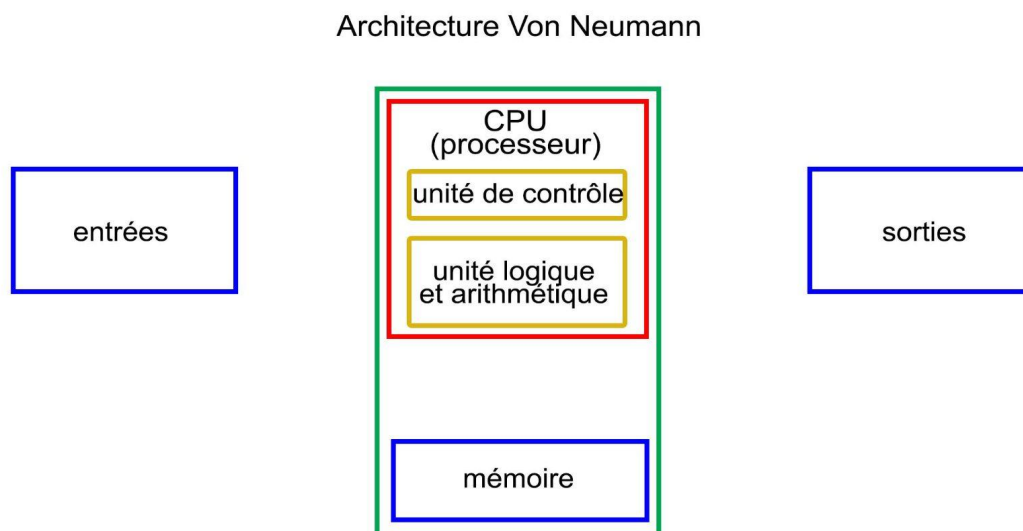 Architecture Von Neumann
CPU
(processeur)
unité de contrôle
entrées
sorties
unité logique
et arithmétique
mémoire